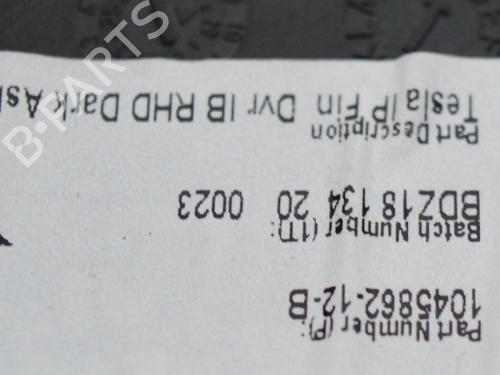 Part Number (P):
1045862-12-B
Batch Number (1T):
BDZ18 134 20 0023
Part Description
Tesla IP Fin Dvr IB RHD Dark
B-PARTS